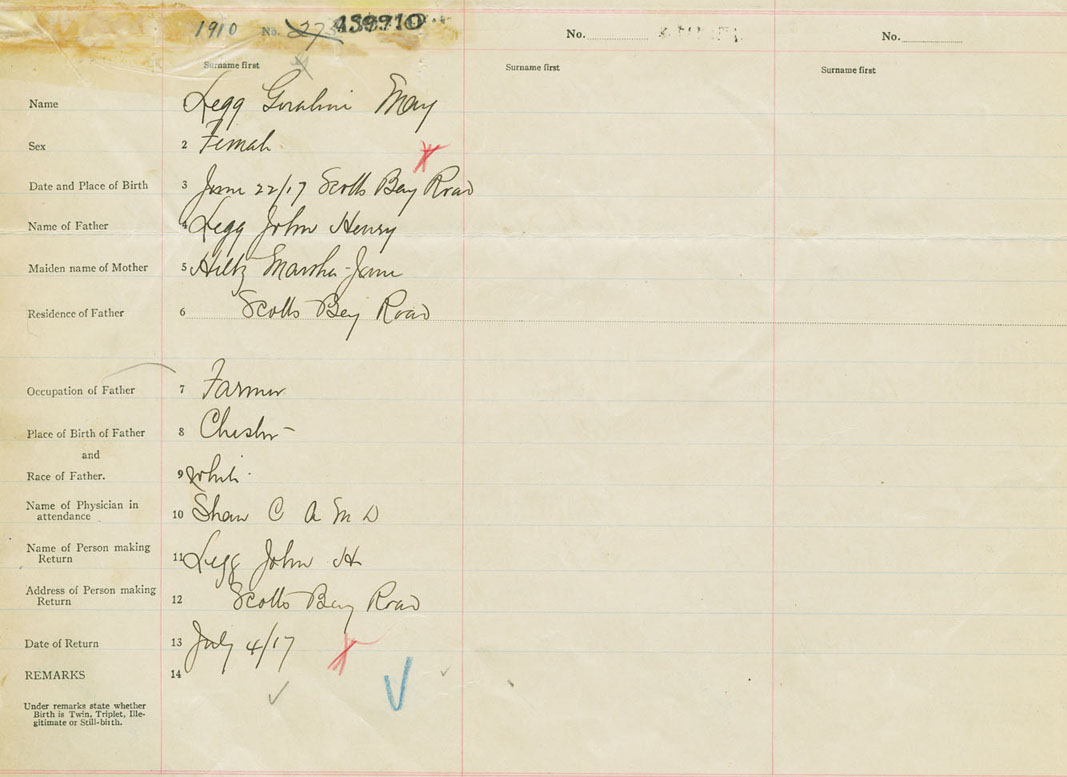 1910 No. 27 439910
No. No.
Surname first Surname first Surname first
Name Legg Geraldine May
Sex 2 Female
Date and Place of Birth 3 June 22/17 Scotts Bay Road
Name of Father 4 Legg John Henry
Maiden name of Mother 5 Hiltz Martha Jane
Residence of Father 6 Scotts Bay Road
Occupation of Father 7 Farmer
Place of Birth of Father 8 Chester
and
Race of Father. 9 White
Name of Physician in
attendance 10 Shaw C A M D
Name of Person making
Return 11 Legg John H
Address of Person making
Return 12 Scotts Bay Road
Date of Return 13 July 4/17
REMARKS 14
Under remarks state whether
Birth is Twin, Triplet, Ille-
gitimate or Still-birth.